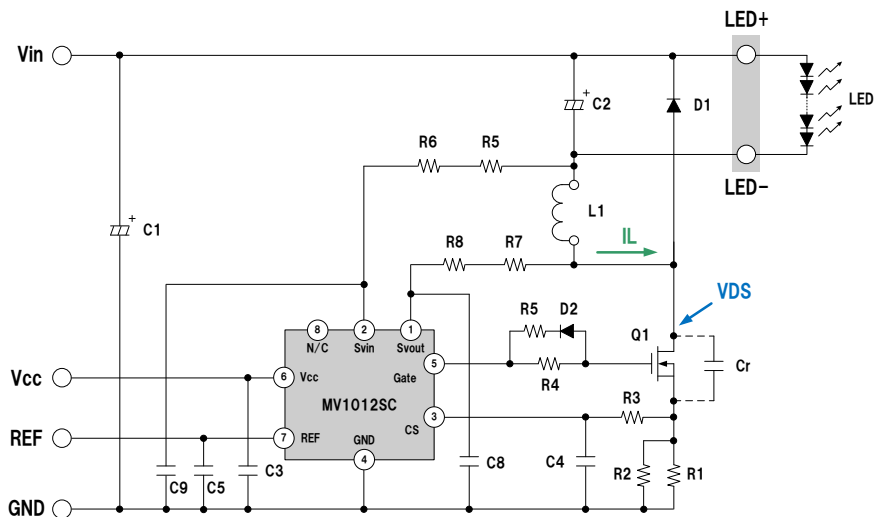 LED+
Vin
C2
D1
LED
R6
R5
LED-
L1
C1
IL
R8
R7
VDS
R5
D2
Q1
8
2
1
N/C
Svin
Svout
5
Cr
Vcc
6
Vcc
Gate
R4
MV1012SC
R3
3
CS
REF
7
REF
GND
4
C9
C5
C3
C8
C4
R2
R1
GND
+
+